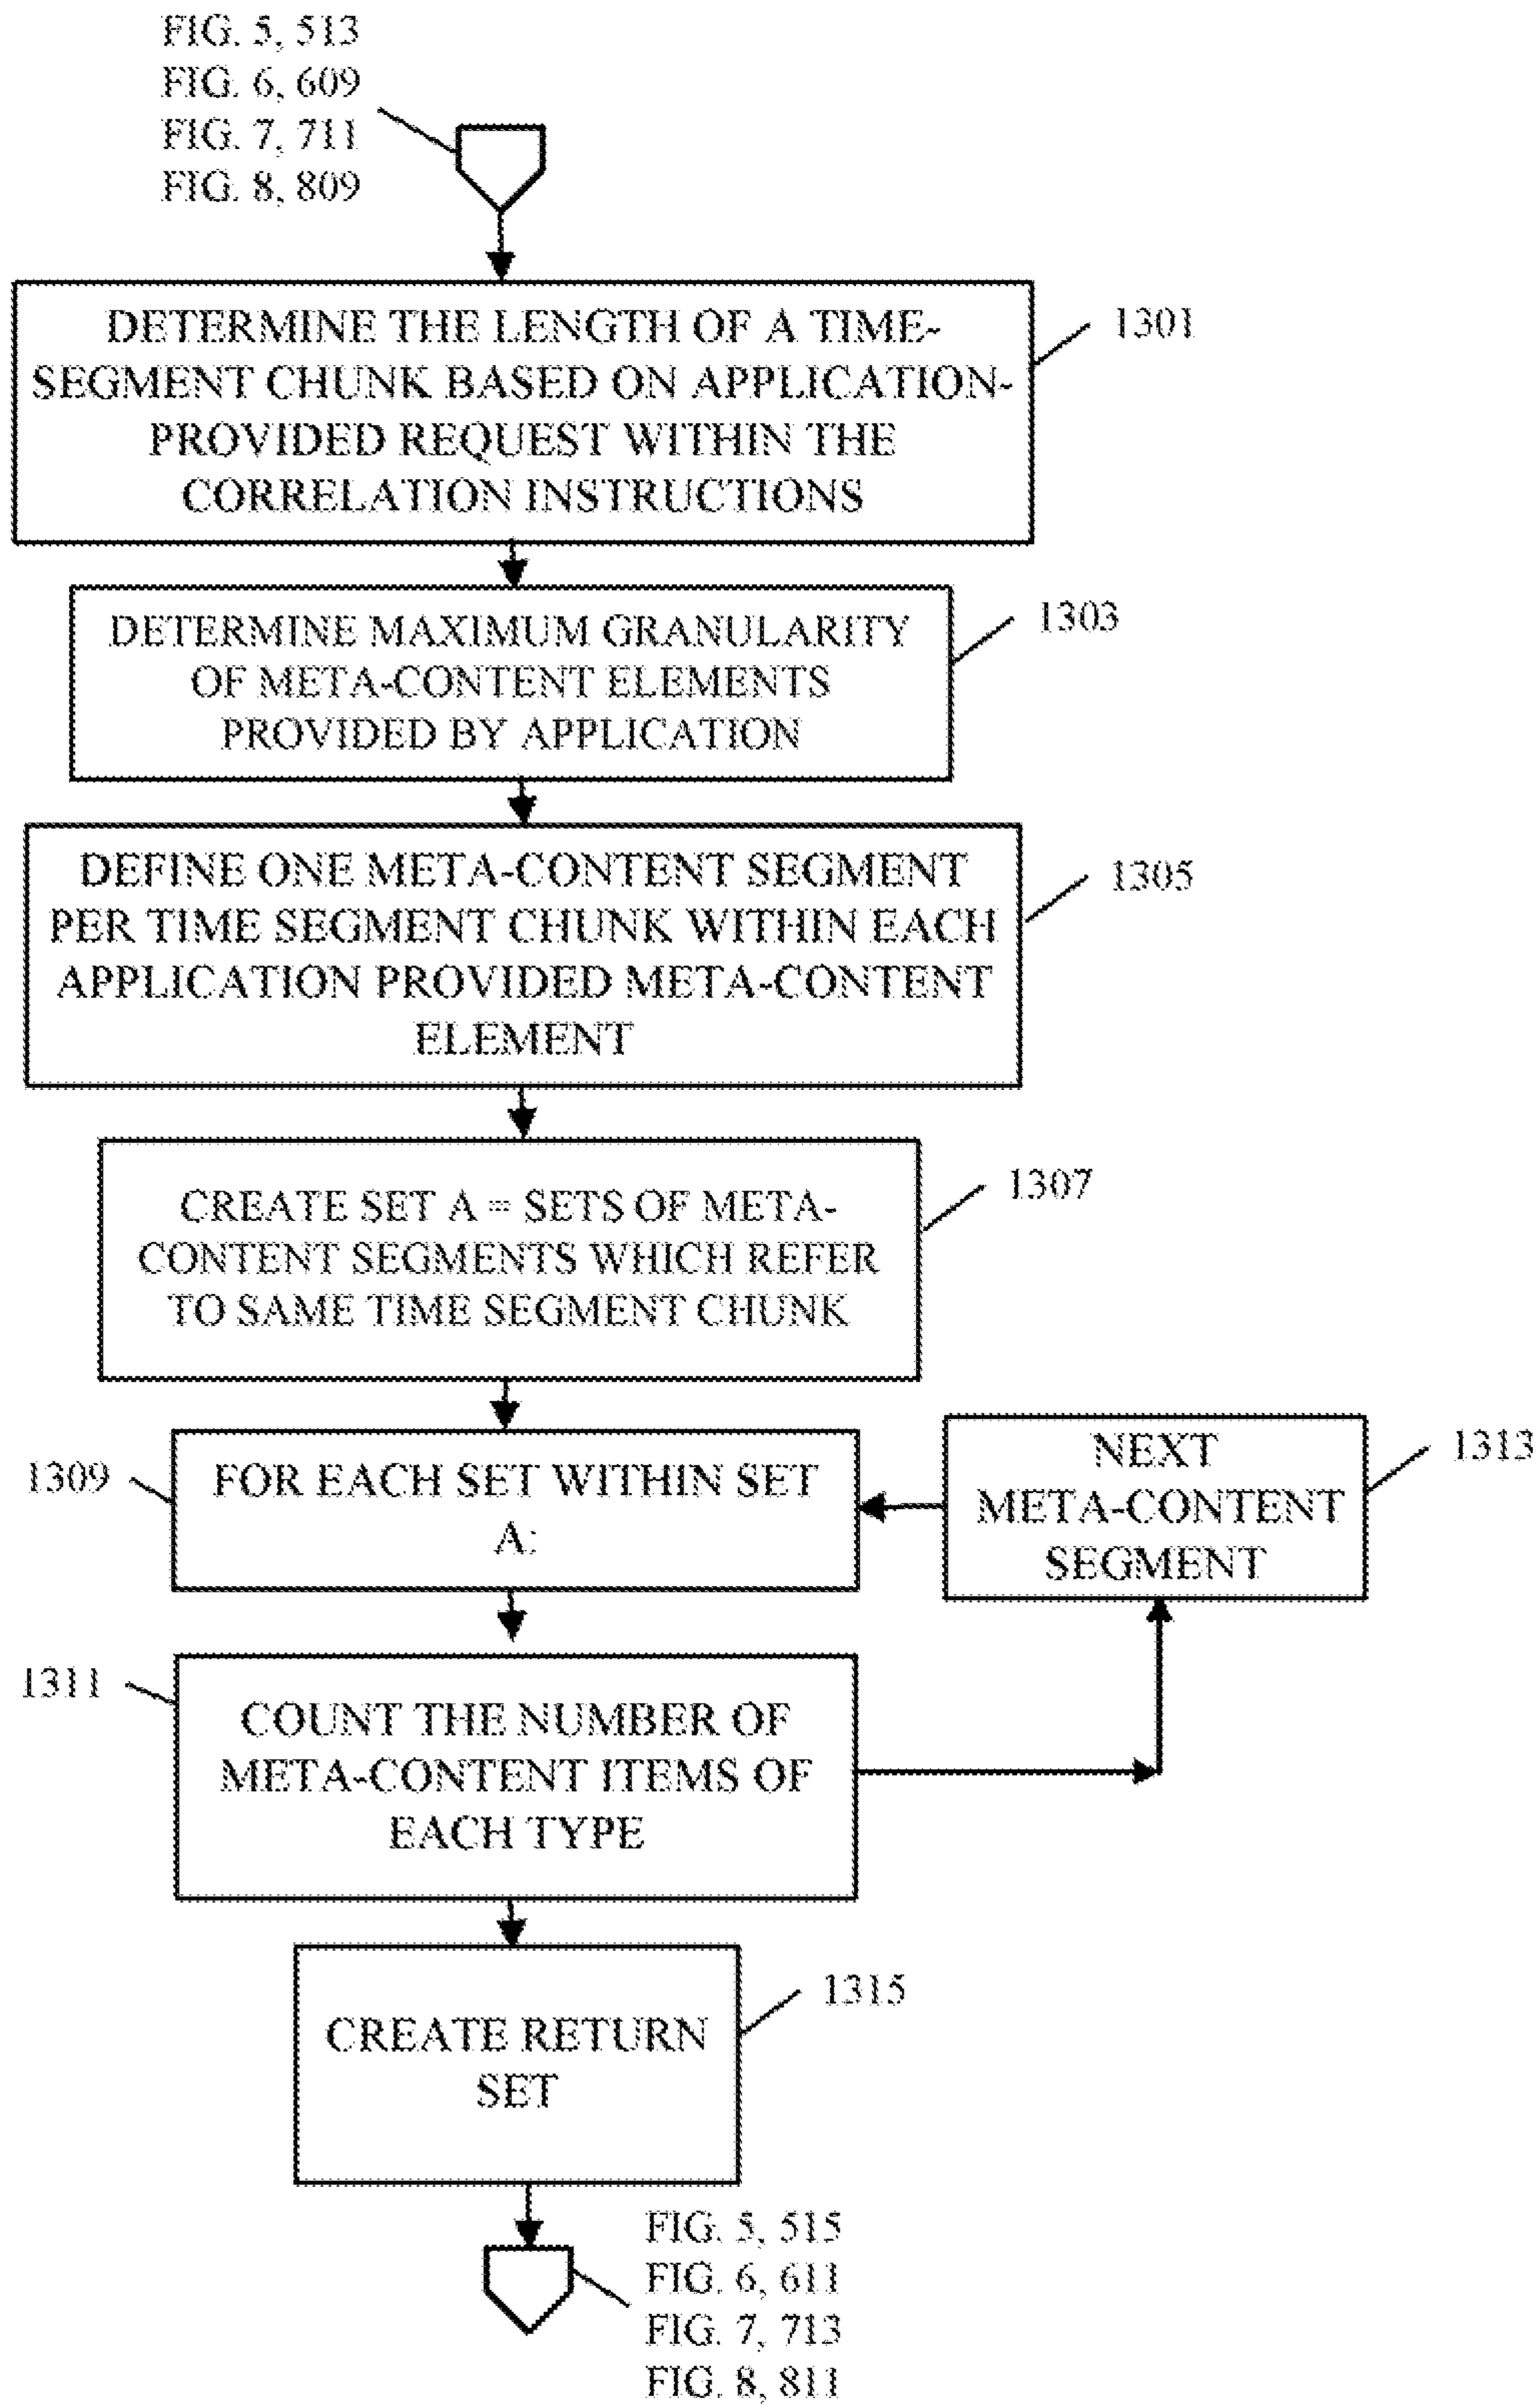 FIG. 5, 513
FIG. 6, 609
FIG. 7, 711
FIG. 8, 809
DETERMINE THE LENGTH OF A TIME-
SEGMENT CHUNK BASED ON APPLICATION-
PROVIDED REQUEST WITHIN THE
CORRELATION INSTRUCTIONS
1301
DETERMINE MAXIMUM GRANULARITY
OF META-CONTENT ELEMENTS
PROVIDED BY APPLICATION
1303
DEFINE ONE META-CONTENT SEGMENT
PER TIME SEGMENT CHUNK WITHIN EACH
APPLICATION PROVIDED META-CONTENT
ELEMENT
1305
CREATE SET A = SETS OF META-
CONTENT SEGMENTS WHICH REFER
TO SAME TIME SEGMENT CHUNK
1307
1309
FOR EACH SET WITHIN SET
A:
NEXT
META-CONTENT
SEGMENT
1313
1311
COUNT THE NUMBER OF
META-CONTENT ITEMS OF
EACH TYPE
CREATE RETURN
SET
1315
FIG. 5, 515
FIG. 6, 611
FIG. 7, 713
FIG. 8, 811